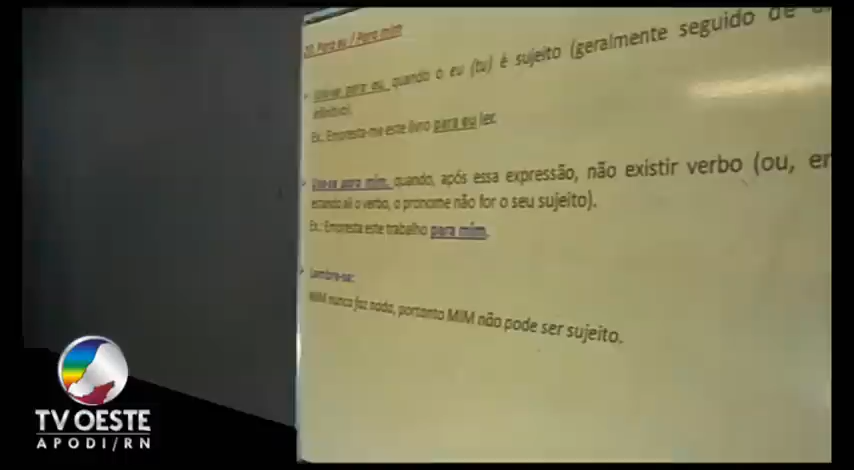 20. Para eu / Para mim
Usa-se para eu, quando o eu (tu) é sujeito (geralmente seguido de
infinitivo).
Ex.: Empresta-me este livro para eu ler.
Usa-se para mim, quando, após essa expressão, não existir verbo (ou, em
estando ali o verbo, o pronome não for o seu sujeito).
Ex.: Empresta este trabalho para mim.
Lembre-se:
MIM nunca faz nada, portanto MIM não pode ser sujeito.
TV OESTE
APODI/RN